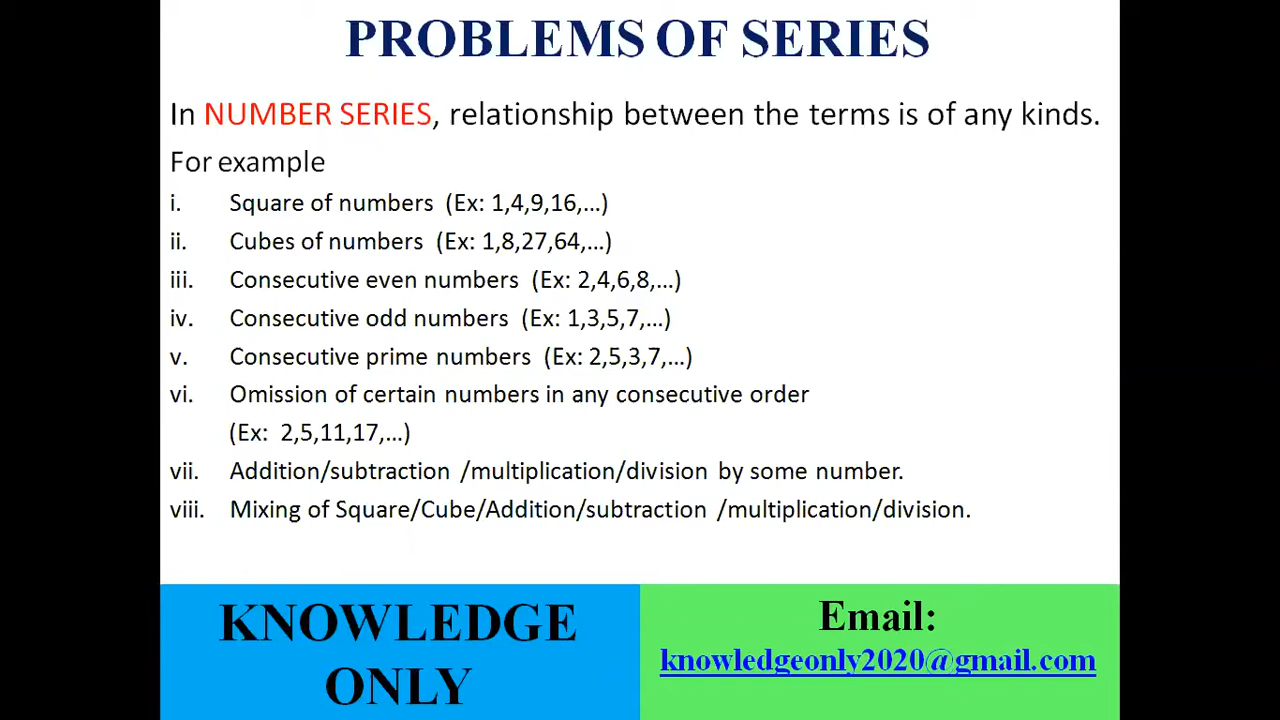 PROBLEMS OF SERIES
In NUMBER SERIES, relationship between the terms is of any kinds.
For example
i. Square of numbers (Ex: 1,4,9,16,...)
ii. Cubes of numbers (Ex: 1,8,27,64,...)
iii. Consecutive even numbers (Ex: 2,4,6,8,...)
iv. Consecutive odd numbers (Ex: 1,3,5,7,...)
v. Consecutive prime numbers (Ex: 2,5,3,7,...)
vi. Omission of certain numbers in any consecutive order
(Ex: 2,5,11,17,...)
vii. Addition/subtraction /multiplication/division by some number.
viii. Mixing of Square/Cube/Addition/subtraction /multiplication/division.
KNOWLEDGE
ONLY
Email:
knowledgeonly2020@gmail.com